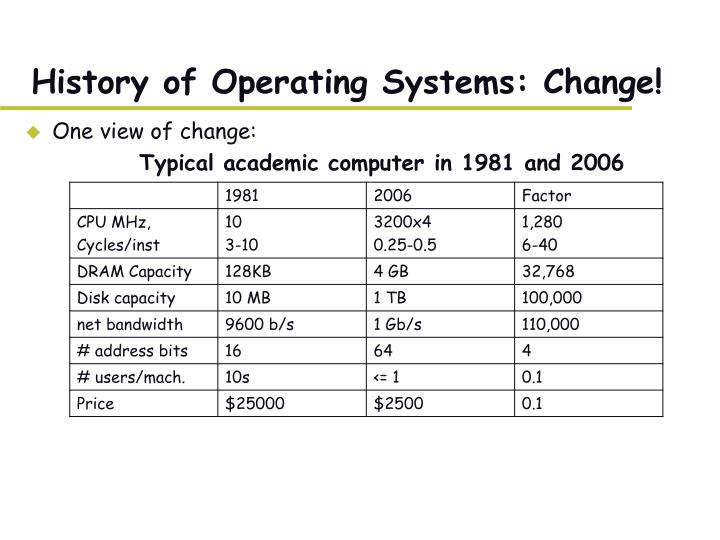 History of Operating Systems: Change!
One view of change:
Typical academic computer in 1981 and 2006
1981 2006 Factor
CPU MHz, 10 3200x4 1,280
Cycles/inst 3-10 0.25-0.5 6-40
DRAM Capacity 128KB 4 GB 32,768
Disk capacity 10 MB 1 TB 100,000
net bandwidth 9600 b/s 1 Gb/s 110,000
# address bits 16 64 4
# users/mach. 10s <= 1 0.1
Price $25000 $2500 0.1